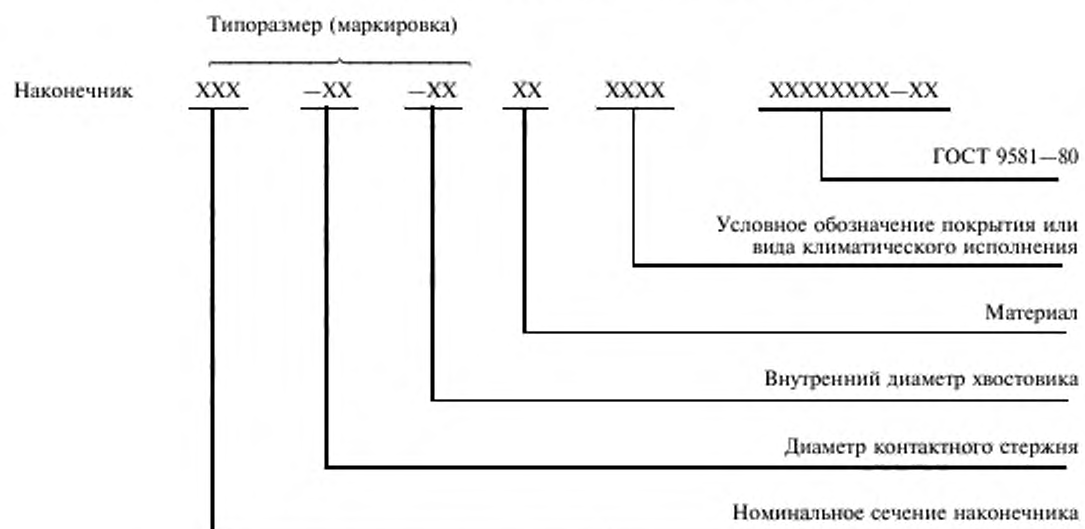 Типоразмер (маркировка)
Наконечник XXX —XX —XX XX XXXX XXXXXXXX—XX
ГОСТ 9581—80
Условное обозначение покрытия или
вида климатического исполнения
Материал
Внутренний диаметр хвостовика
Диаметр контактного стержня
Номинальное сечение наконечника